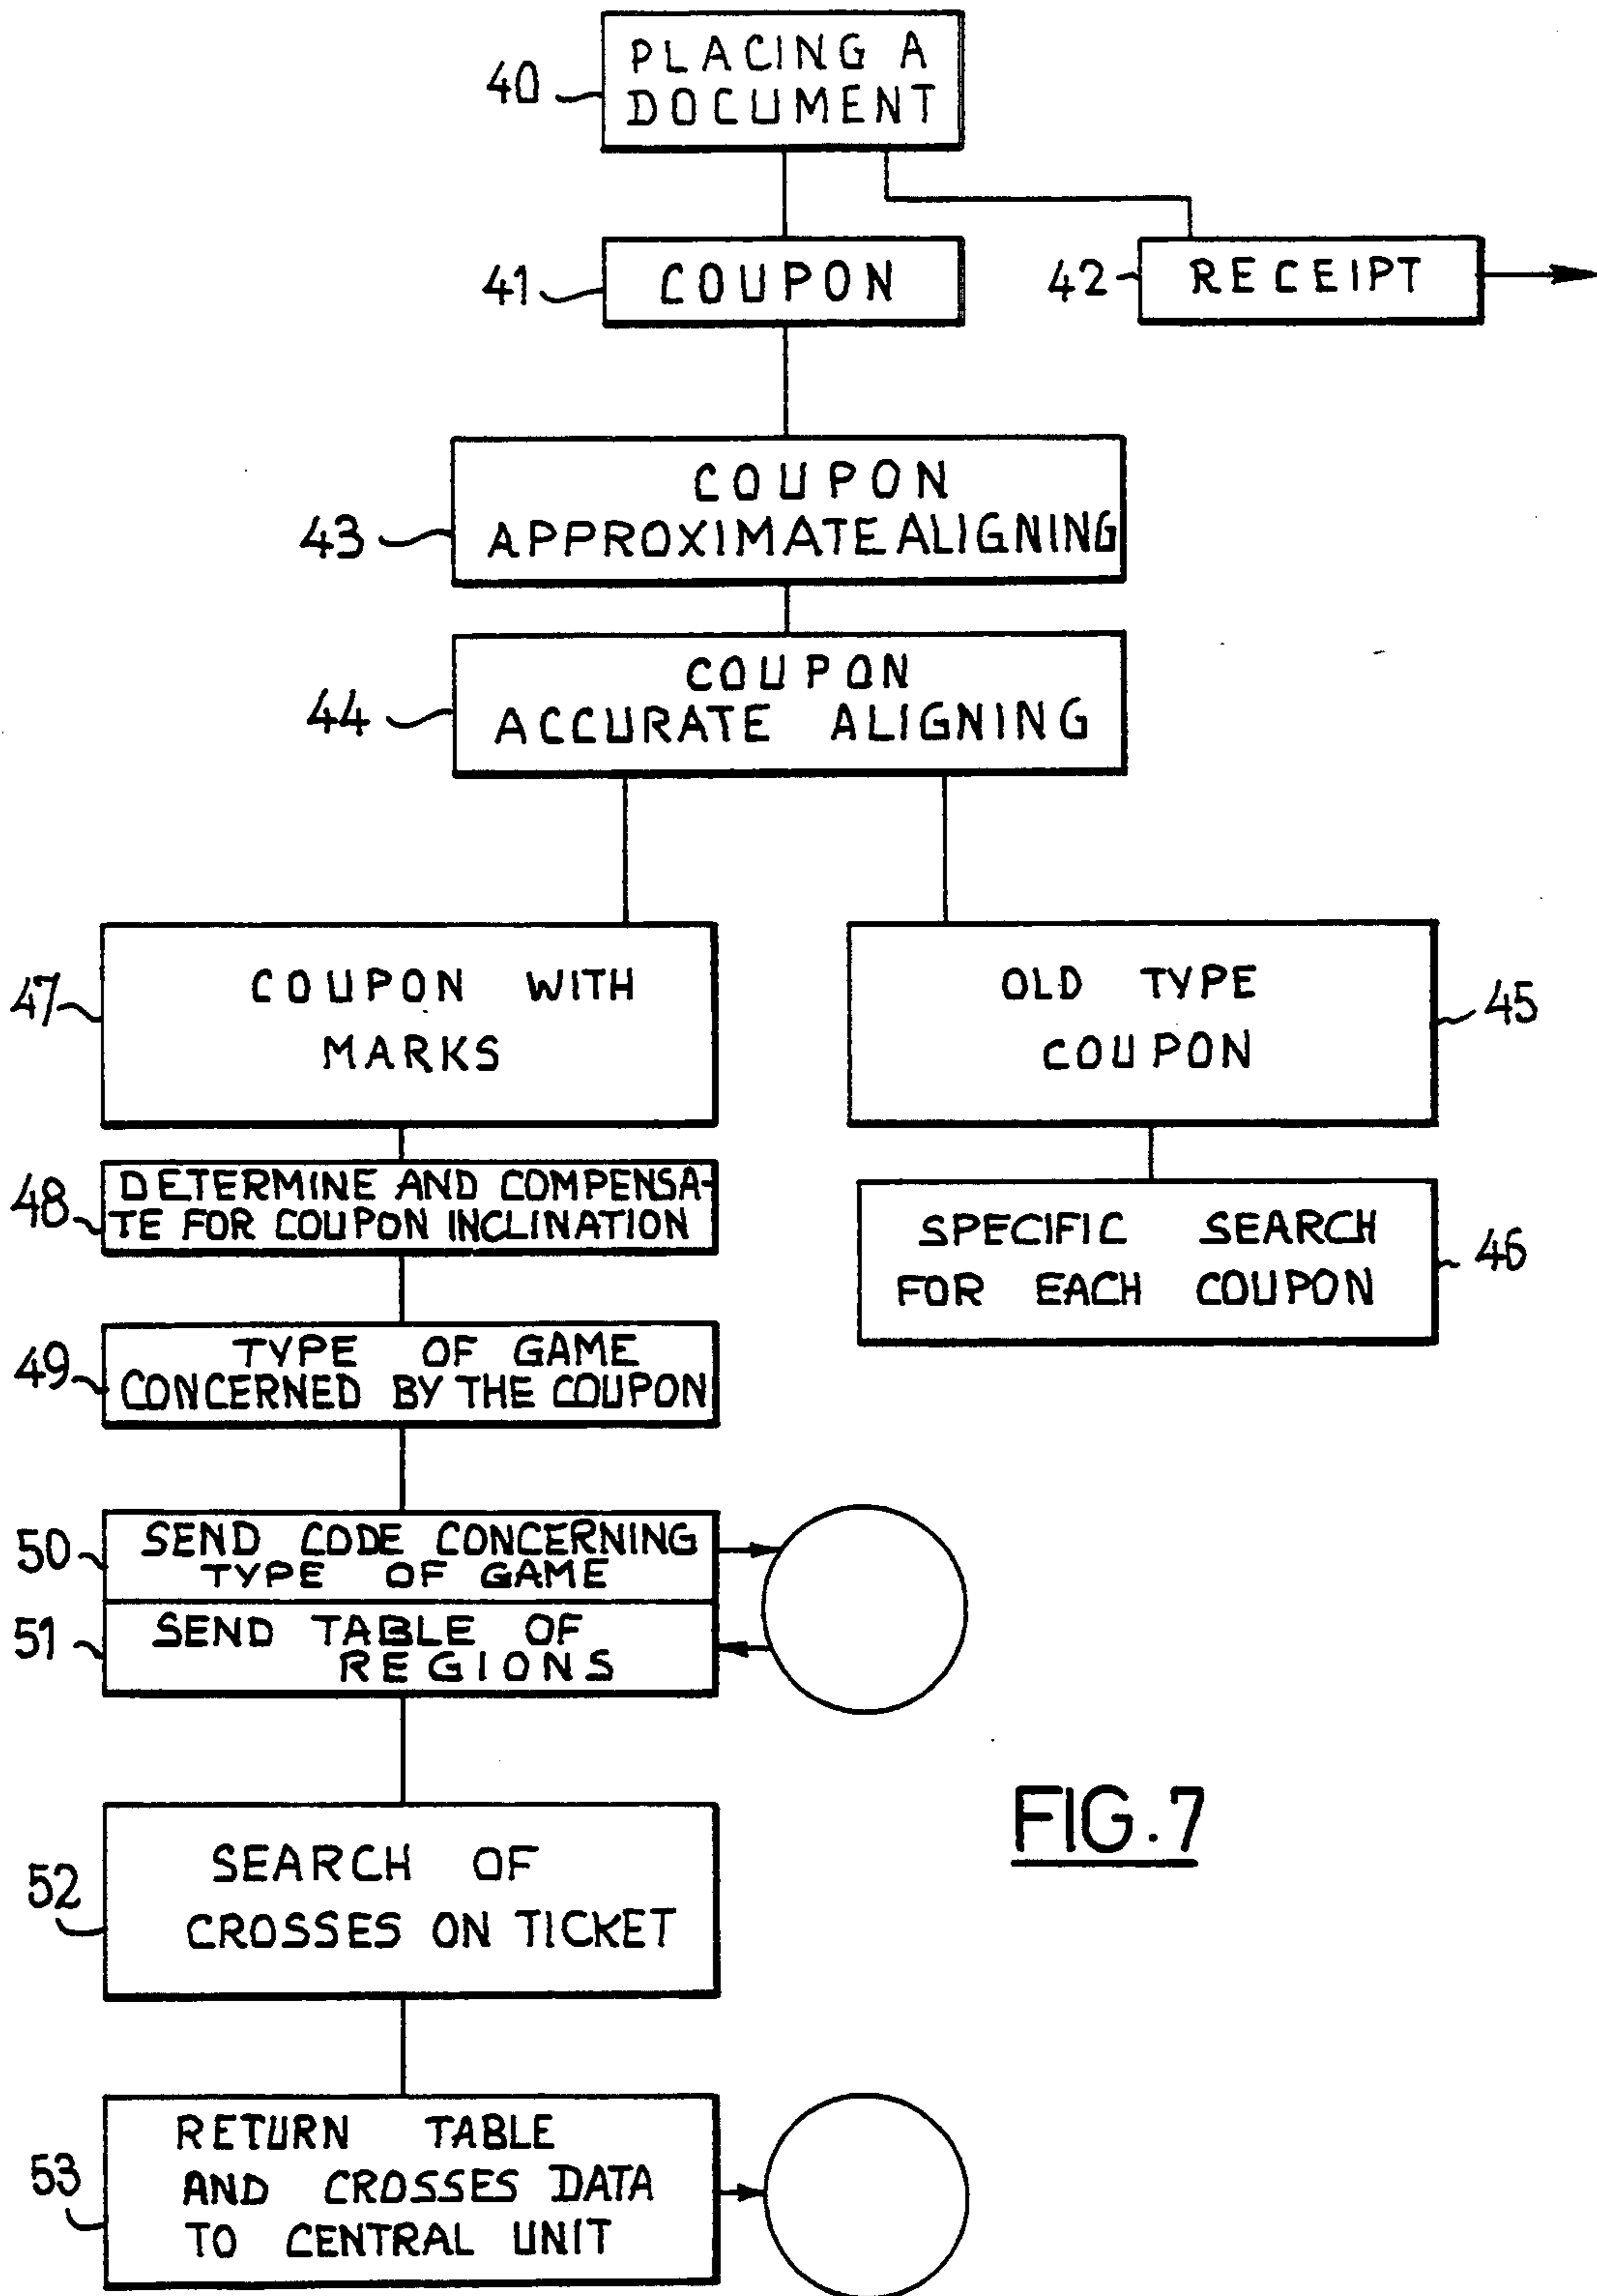 40
PLACING A
DOCUMENT
41
COUPON
42
RECEIPT
43
COUPON
APPROXIMATE ALIGNING
44
COUPON
ACCURATE ALIGNING
47
COUPON WITH
MARKS
OLD TYPE
COUPON
45
48
DETERMINE AND COMPENSA-
TE FOR COUPON INCLINATION
SPECIFIC SEARCH
FOR EACH COUPON
46
49
TYPE OF GAME
CONCERNED BY THE COUPON
50
SEND CODE CONCERNING
TYPE OF GAME
51
SEND TABLE OF
REGIONS
52
SEARCH OF
CROSSES ON TICKET
FIG.7
53
RETURN TABLE
AND CROSSES DATA
TO CENTRAL UNIT